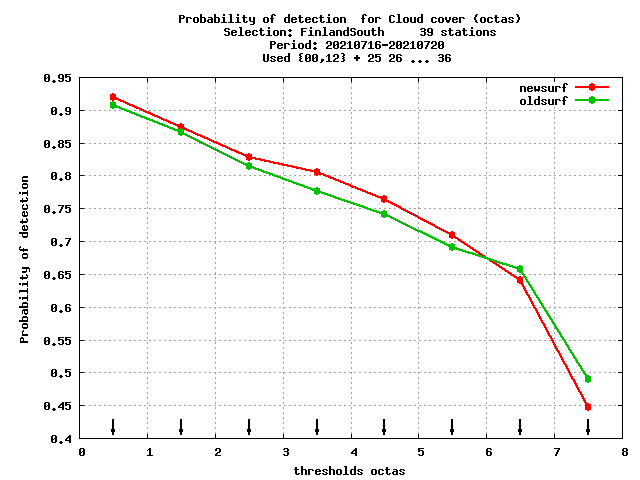 Probability of detection  for Cloud cover (octas)
Selection: FinlandSouth     39 stations
Period: 20210716-20210720
Used {00,12} + 25 26 ... 36
newsurf
oldsurf
Probability of detection
0.95
0.9
0.85
0.8
0.75
0.7
0.65
0.6
0.55
0.5
0.45
0.4
0 1 2 3 4 5 6 7 8
thresholds octas